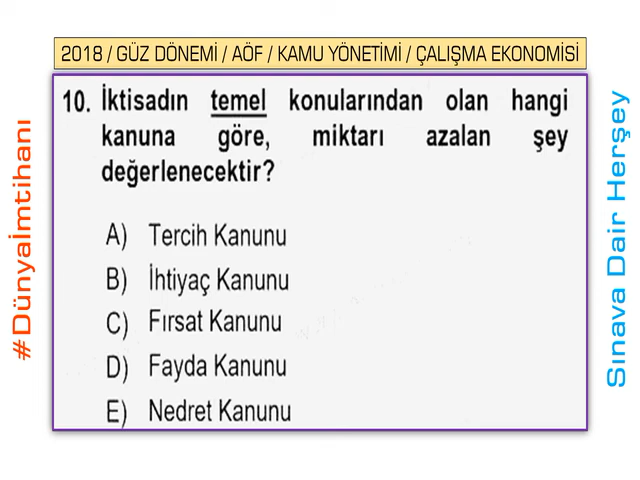 2018 / GÜZ DÖNEMİ / AÖF / KAMU YÖNETİMİ / ÇALIŞMA EKONOMİSİ
#Dünyaİmtihanı
10. İktisadın temel konularından olan hangi
kanuna göre, miktarı azalan şey
değerlenecektir?
A) Tercih Kanunu
B) İhtiyaç Kanunu
C) Fırsat Kanunu
D) Fayda Kanunu
E) Nedret Kanunu
Sınava Dair Herşey